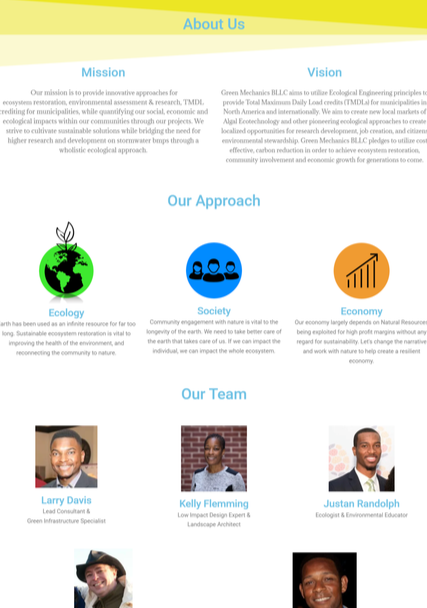 About Us
Mission
Our mission is to provide innovative approaches for
ecosystem restoration, environmental assessment & research, TMDL
crediting for municipalities, while quantifying our social, economic and
ecological impacts within our communities through our projects. We
strive to cultivate sustainable solutions while bridging the need for
higher research and development on stormwater bmps through a
wholistic ecological approach.
Vision
Green Mechanics BLLC aims to utilize Ecological Engineering principles to
provide Total Maximum Daily Load credits (TMDLs) for municipalities in
North America and internationally. We aim to create new local markets of
Algal Ecotechnology and other pioneering ecological approaches to create
localized opportunities for research development, job creation, and citizens
environmental stewardship. Green Mechanics BLLC pledges to utilize cost
effective, carbon reduction in order to achieve ecosystem restoration,
community involvement and economic growth for generations to come.
Our Approach
Ecology
arth has been used as an infinite resource for far too
long. Sustainable ecosystem restoration is vital to
improving the health of the environment, and
reconnecting the community to nature.
Society
Community engagement with nature is vital to the
longevity of the earth. We need to take better care of
the earth that takes care of us. If we can impact the
individual, we can impact the whole ecosystem.
Economy
Our economy largely depends on Natural Resources
being exploited for high profit margins without any
regard for sustainability. Let's change the narrative
and work with nature to help create a resilient
economy.
Our Team
Larry Davis
Lead Consultant &
Green Infrastructure Specialist
Kelly Flemming
Low Impact Design Expert &
Landscape Architect
Justan Randolph
Ecologist & Environmental Educator